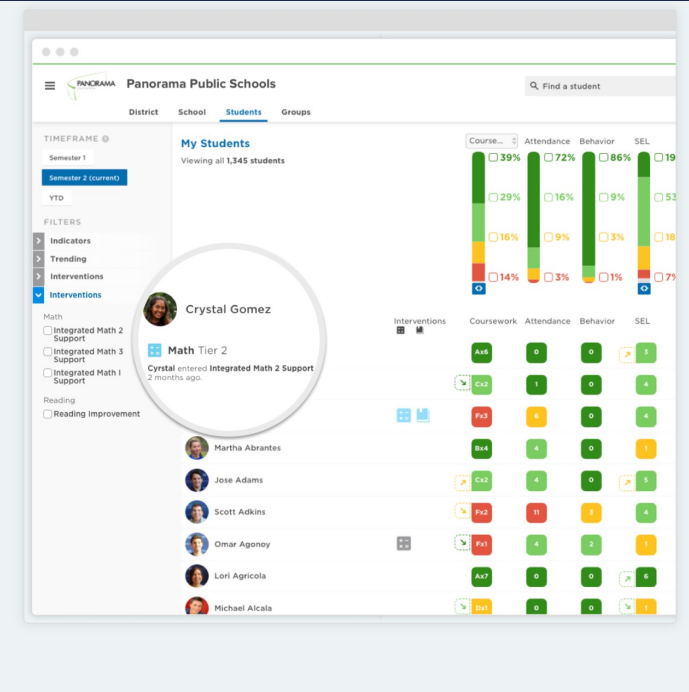 PANORAMA
Panorama Public Schools
Find a student
District School Students Groups
TIMEFRAME
Semester 1
Semester 2 (current)
YTD
FILTERS
Indicators
Trending
Interventions
Interventions
Math
Integrated Math 2
Support
Integrated Math 3
Support
Integrated Math I
Support
Reading
Reading Improvement
My Students
Viewing all 1,345 students
Course... Attendance Behavior SEL
39% 72% 86% 19
29% 16% 9% 53
16% 9% 3% 18
14% 3% 1% 7%
Crystal Gomez
Math Tier 2
Cyrstal entered Integrated Math 2 Support
2 months ago.
Interventions Coursework Attendance Behavior SEL
Ax6 0 0 3
Cx2 1 0 4
Fx3 6 0 4
Martha Abrantes Bx4 4 0 1
Jose Adams Cx2 4 0 5
Scott Adkins Fx2 11 3 4
Omar Agonoy Fx1 4 2 1
Lori Agricola Ax7 0 0 6
Michael Alcala Dx1 0 0 1